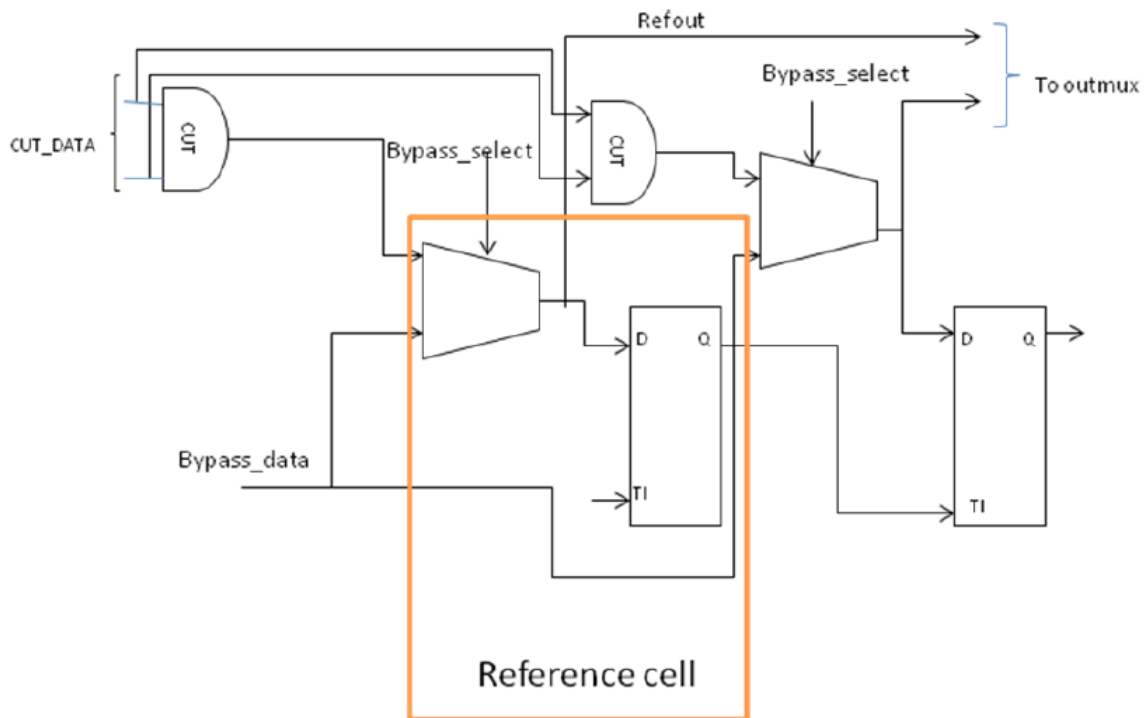 Refout
Bypass_select
To outmux
CUT_DATA
CUT
Bypass_select
CUT
D
Q
D
Q
Bypass_data
TI
TI
Reference cell